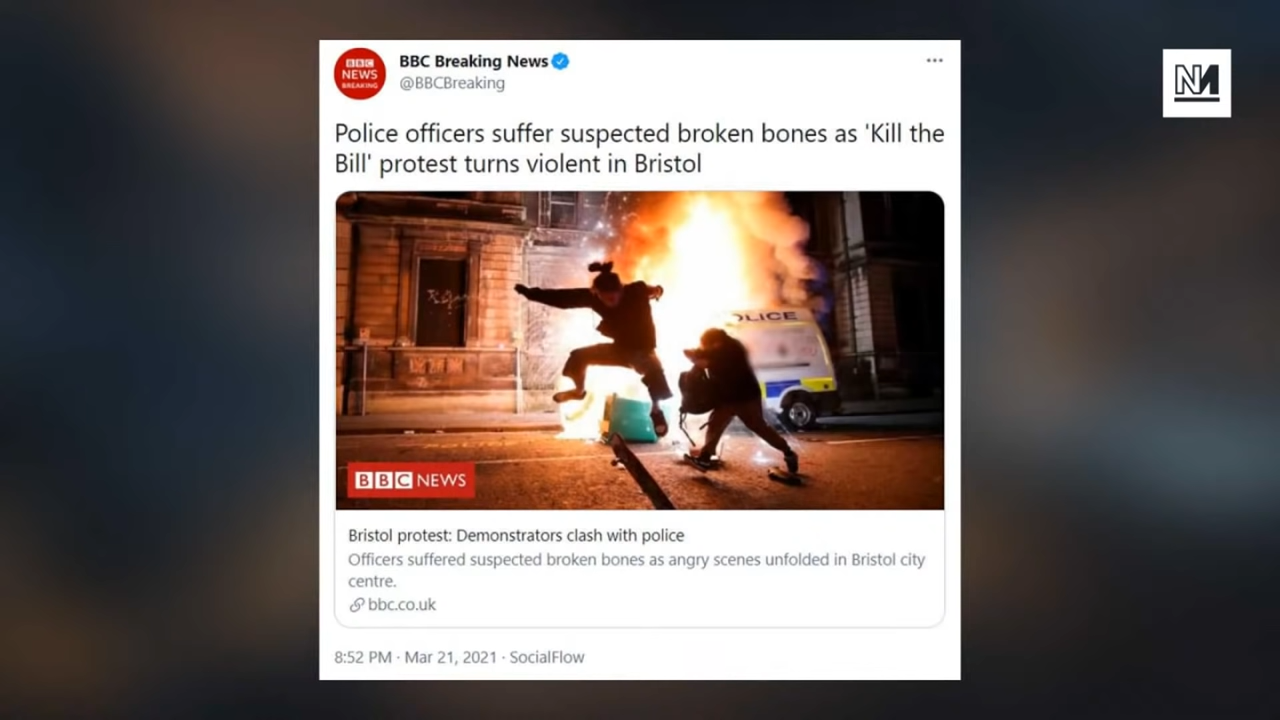 BBC
NEWS
BREAKING
BBC Breaking News
@BBCBreaking
Police officers suffer suspected broken bones as 'Kill the
Bill' protest turns violent in Bristol
OLICE
BBC NEWS
Bristol protest: Demonstrators clash with police
Officers suffered suspected broken bones as angry scenes unfolded in Bristol city
centre.
bbc.co.uk
8:52 PM · Mar 21, 2021 · SocialFlow
NM